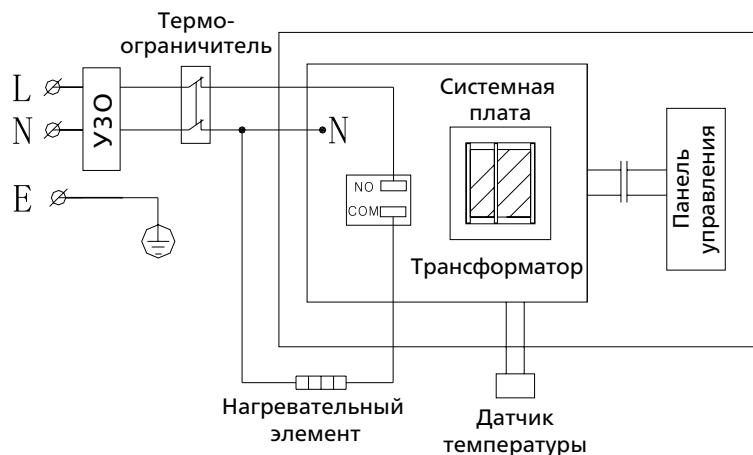 Термо-
ограничитель
L
N
УЗО
E
N
NO
COM
Системная
плата
Трансформатор
Панель
управления
Нагревательный
элемент
Датчик
температуры